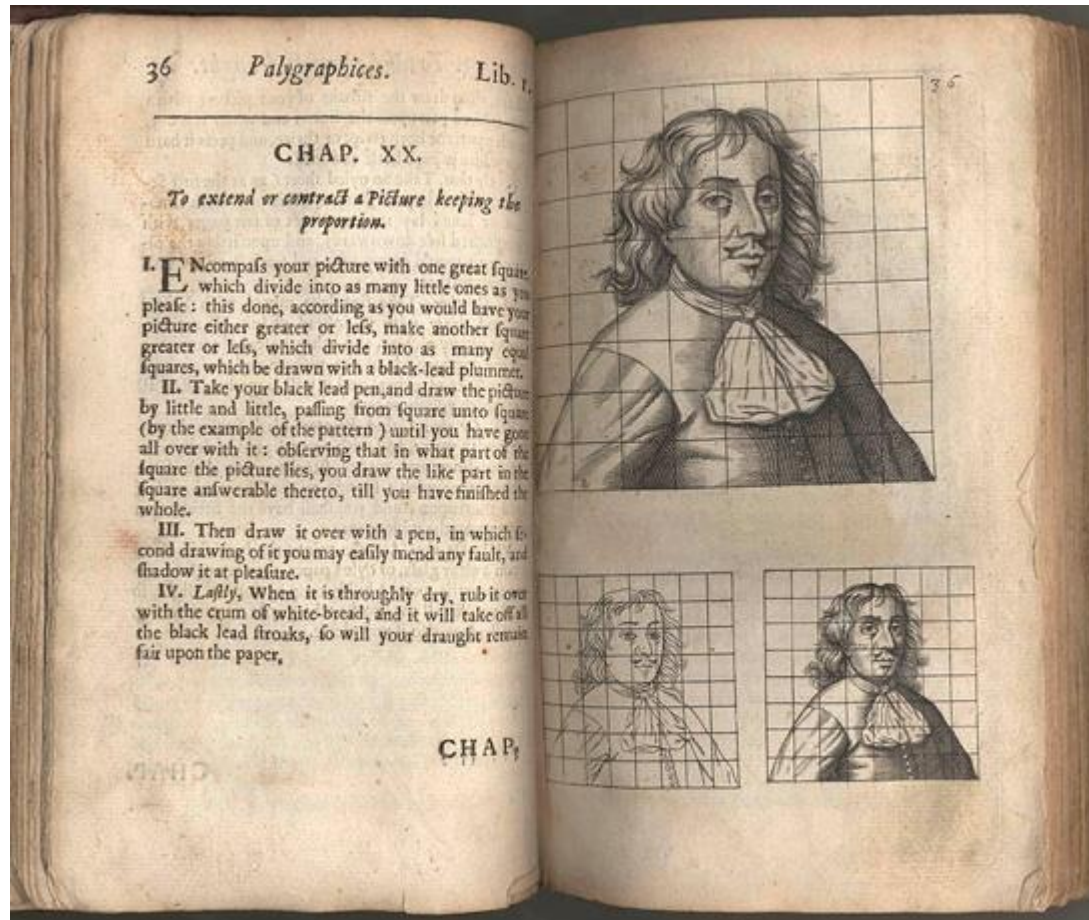 36 Palygraphices. Lib. 1.
CHAP. XX.
To extend or contract a Picture keeping the
proportion.
I. ENcompaſs your picture with one great ſquare,
which divide into as many little ones as you
pleaſe : this done, according as you would have your
picture either greater or leſs, make another ſquare
greater or leſs, which divide into as many equal
ſquares, which be drawn with a black-lead plummer.
II. Take your black lead pen,and draw the picture
by little and little, paſſing from ſquare unto ſquare
(by the example of the pattern ) until you have gone
all over with it : obſerving that in what part of the
ſquare the picture lies, you draw the like part in the
ſquare anſwerable thereto, till you have finiſhed the
whole.
III. Then draw it over with a pen, in which ſe-
cond drawing of it you may eaſily mend any fault, and
ſhadow it at pleaſure.
IV. Laſtly, When it is throughly dry, rub it over
with the crum of white-bread, and it will take off all
the black lead ſtroaks, ſo will your draught remain
fair upon the paper,
CHAP.
36